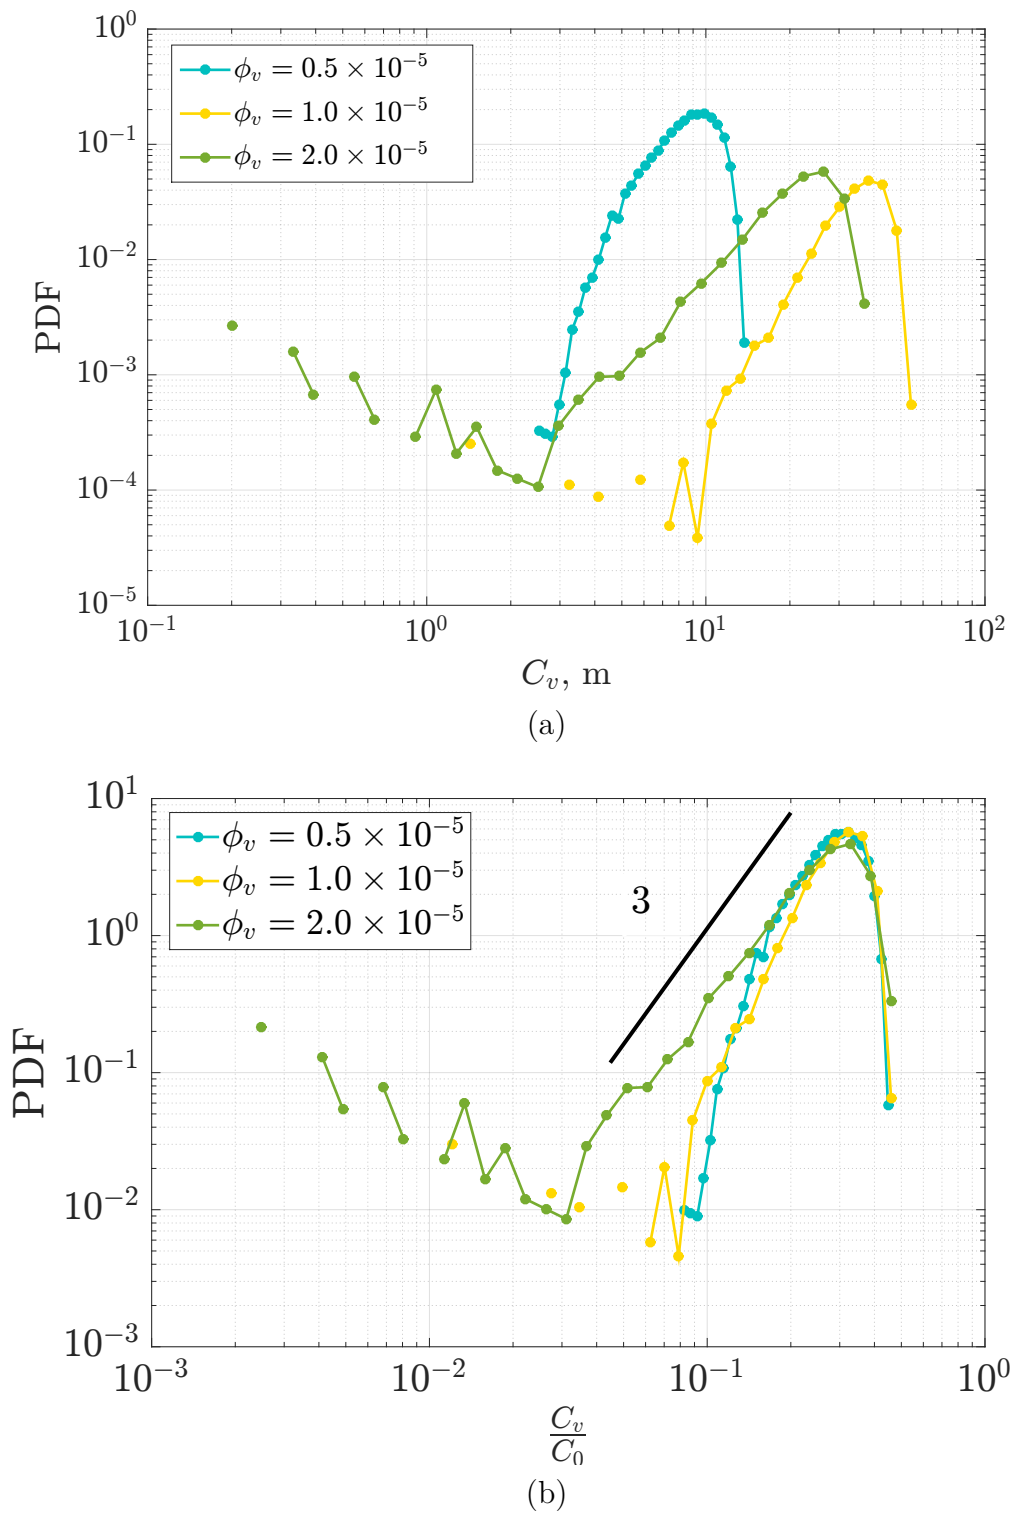 10^0
10^-1
10^-2
10^-3
10^-4
10^-5
PDF
ϕ_v = 0.5 × 10^-5
ϕ_v = 1.0 × 10^-5
ϕ_v = 2.0 × 10^-5
10^-1 10^0 10^1 10^2
C_v, m
(a)
10^1
10^0
10^-1
10^-2
10^-3
PDF
ϕ_v = 0.5 × 10^-5
ϕ_v = 1.0 × 10^-5
ϕ_v = 2.0 × 10^-5
3
10^-3 10^-2 10^-1 10^0
C_v
C_0
(b)